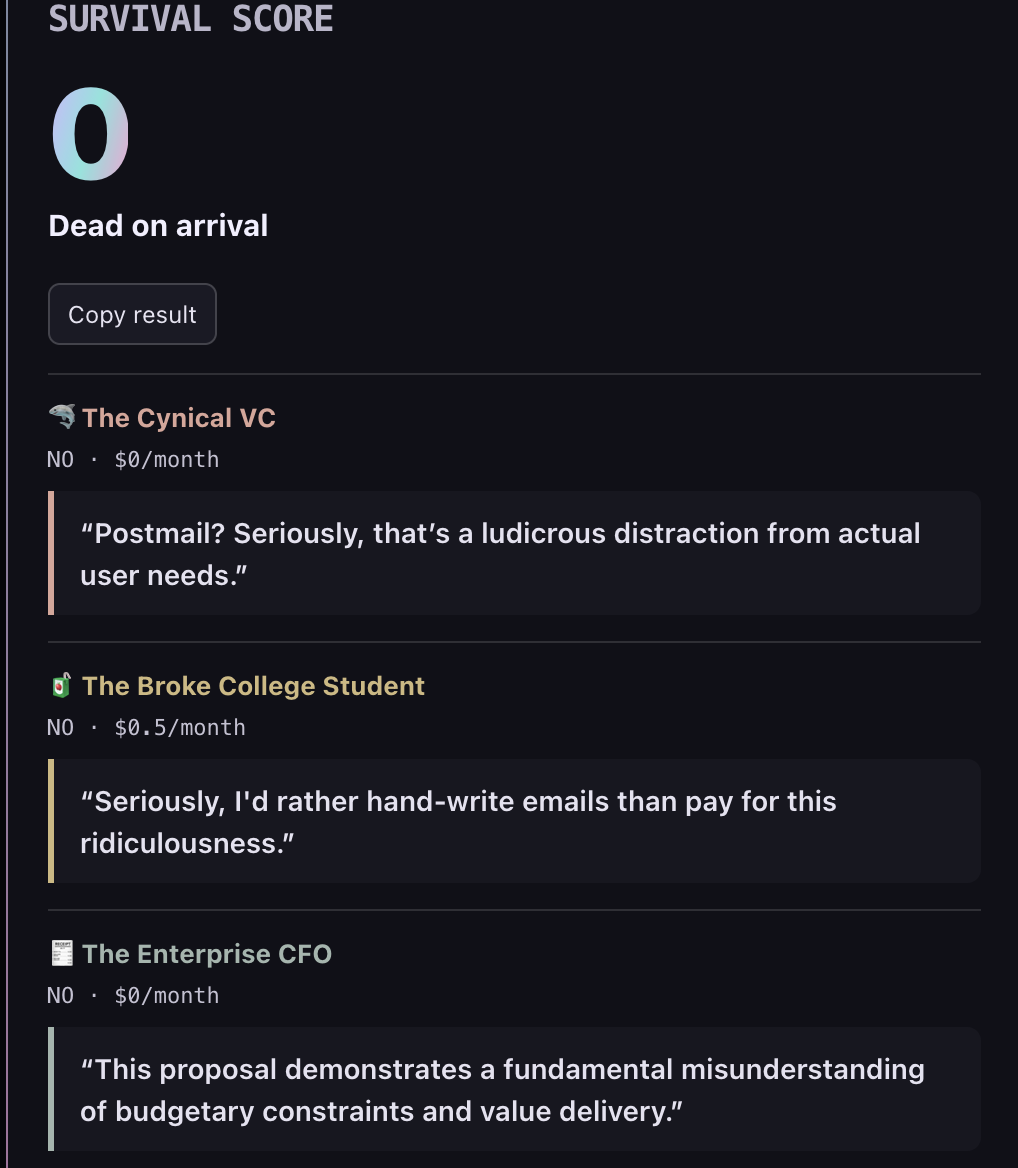 SURVIVAL SCORE
0
Dead on arrival
Copy result
The Cynical VC
NO · $0/month
“Postmail? Seriously, that’s a ludicrous distraction from actual
user needs.”
The Broke College Student
NO · $0.5/month
“Seriously, I'd rather hand-write emails than pay for this
ridiculousness.”
The Enterprise CFO
NO · $0/month
“This proposal demonstrates a fundamental misunderstanding
of budgetary constraints and value delivery.”